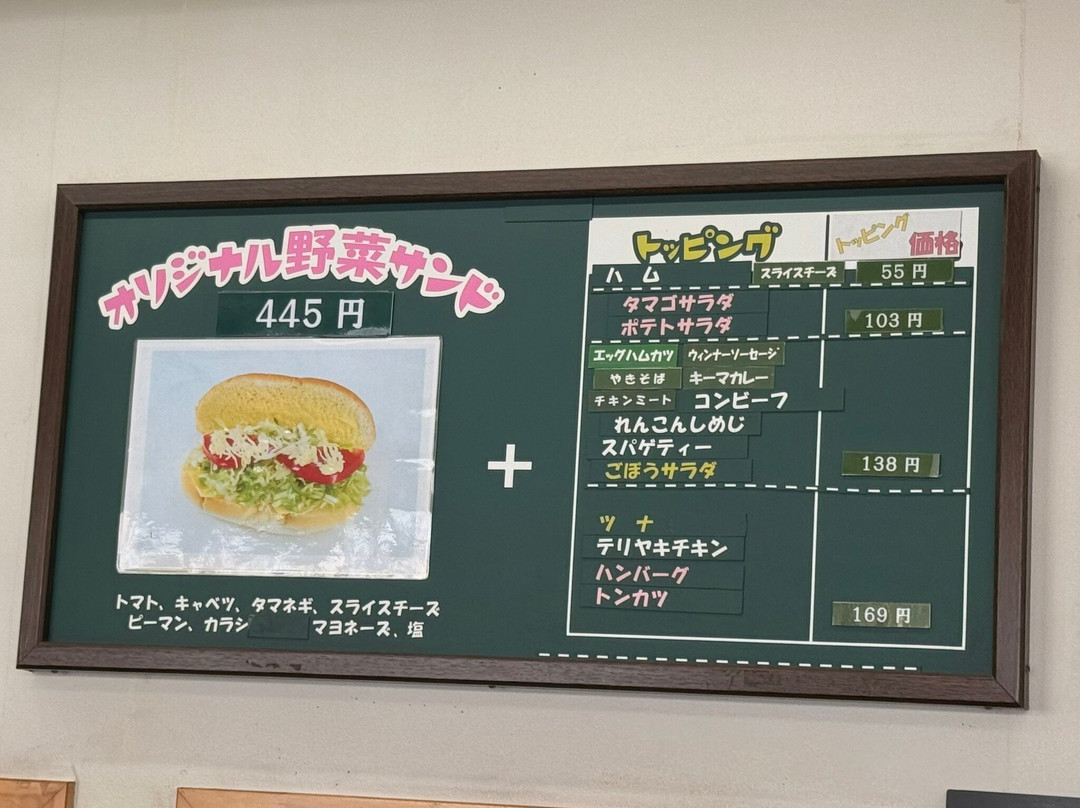 オリジナル野菜サンド
445円
トマト、キャベツ、タマネギ、スライスチーズ
ピーマン、カラシ マヨネーズ、塩
+
トッピング トッピング価格
ハム スライスチーズ 55円
タマゴサラダ
ポテトサラダ 103円
エッグハムカツ ウィンナーソーセージ
やきそば キーマカレー
チキンミート コンビーフ
れんこんしめじ
スパゲティー
ごぼうサラダ 138円
ツナ
テリヤキチキン
ハンバーグ
トンカツ 169円